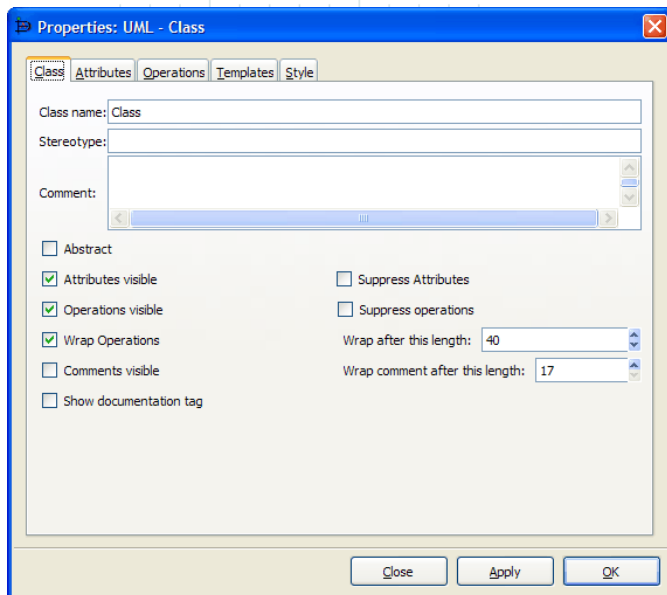 Properties: UML - Class
Class Attributes Operations Templates Style
Class name: Class
Stereotype:
Comment:
Abstract
Attributes visible Suppress Attributes
Operations visible Suppress operations
Wrap Operations Wrap after this length: 40
Comments visible Wrap comment after this length: 17
Show documentation tag
Close Apply OK